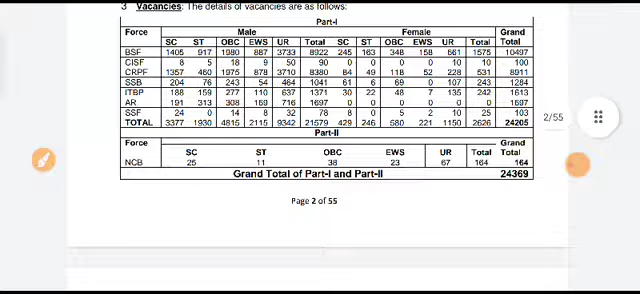 3 Vacancies: The details of vacancies are as follows:
Part-I
Force Male Female Grand Total
SC ST OBC EWS UR Total SC ST OBC EWS UR Total
BSF 1405 917 1980 887 3733 8922 245 163 348 158 661 1575 10497
CISF 8 5 18 9 50 90 0 0 0 0 10 10 100
CRPF 1357 460 1975 878 3710 8380 84 49 118 52 228 531 8911
SSB 204 76 243 54 464 1041 61 6 69 0 107 243 1284
ITBP 188 159 277 110 637 1371 30 22 48 7 135 242 1613
AR 191 313 308 169 716 1697 0 0 0 0 0 0 1697
SSF 24 0 14 8 32 78 8 0 5 2 10 25 103
TOTAL 3377 1930 4815 2115 9342 21579 429 246 580 221 1150 2626 24205
Part-II
Force SC ST OBC EWS UR Total Grand Total
NCB 25 11 38 23 67 164 164
Grand Total of Part-I and Part-II 24369
Page 2 of 55
2/55